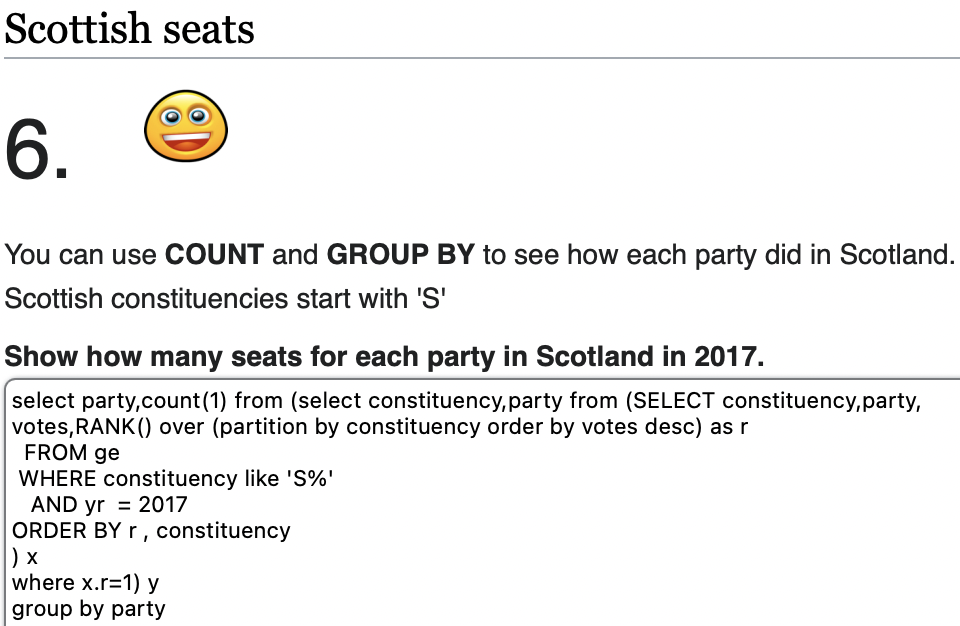 Scottish seats
6.
You can use COUNT and GROUP BY to see how each party did in Scotland.
Scottish constituencies start with 'S'
Show how many seats for each party in Scotland in 2017.
select party,count(1) from (select constituency,party from (SELECT constituency,party,
votes,RANK() over (partition by constituency order by votes desc) as r
FROM ge
WHERE constituency like 'S%'
AND yr  = 2017
ORDER BY r , constituency
) x
where x.r=1) y
group by party